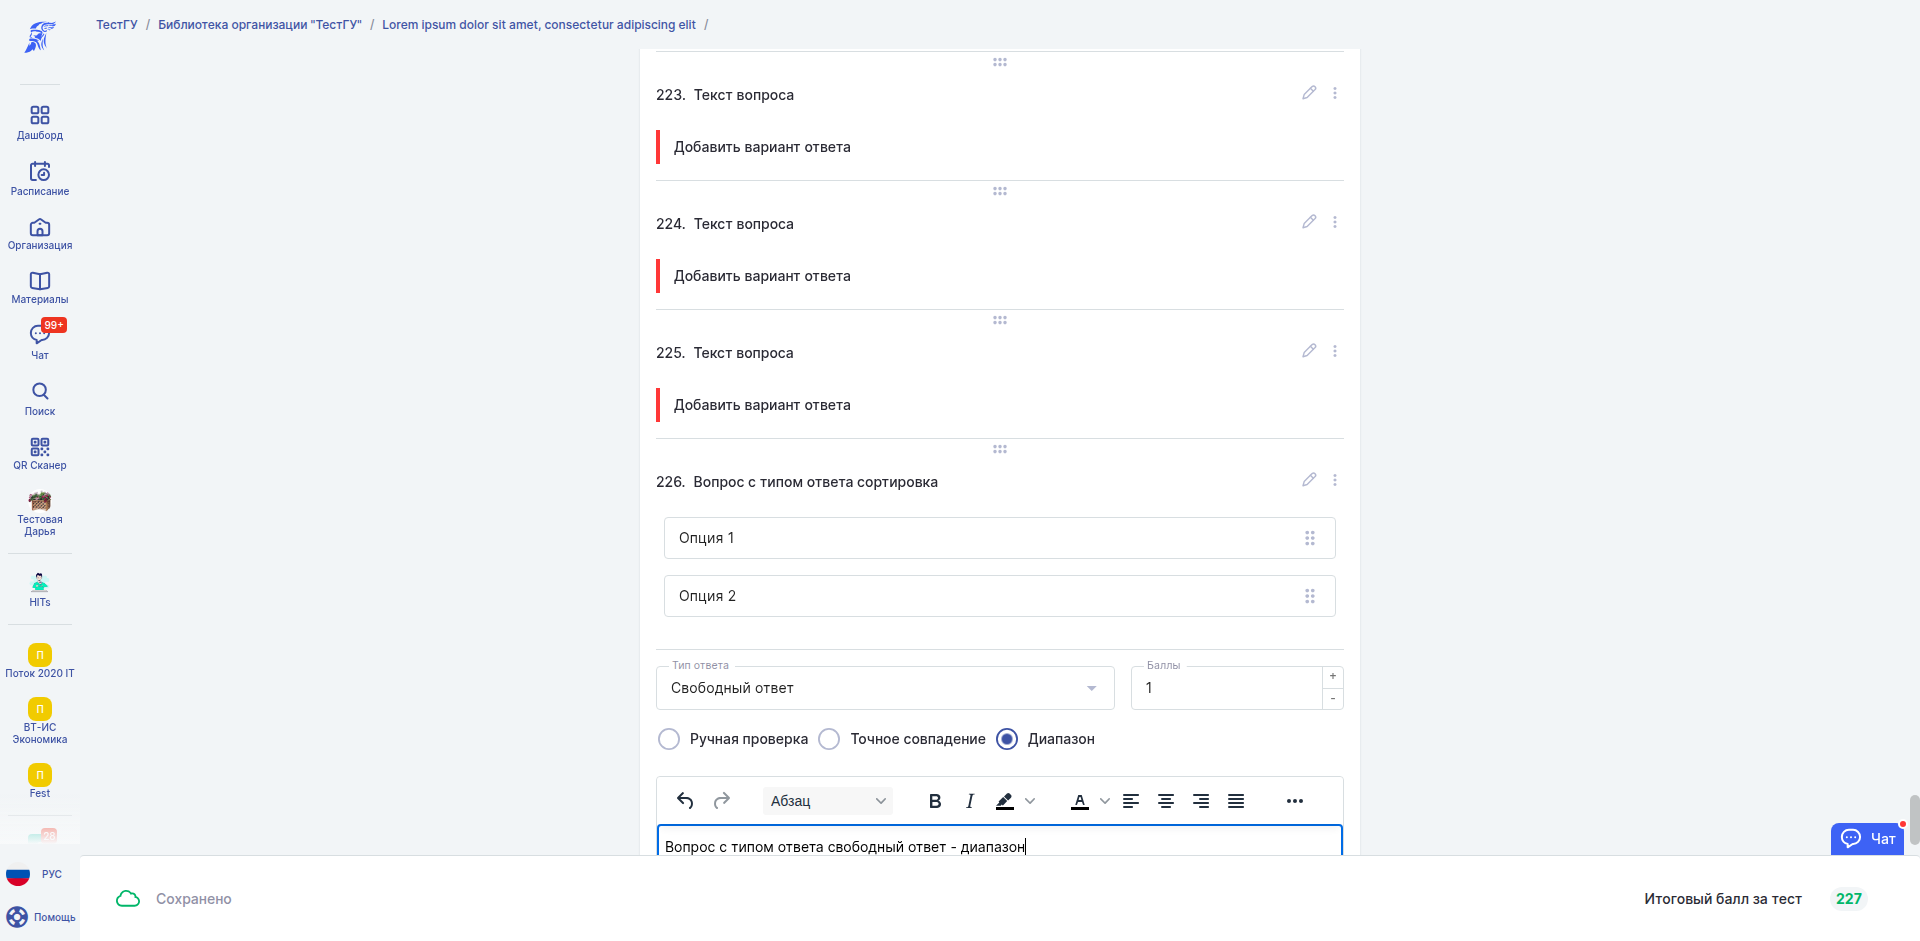 ТестГУ / Библиотека организации "ТестГУ" / Lorem ipsum dolor sit amet, consectetur adipiscing elit /
Дашборд
Расписание
Организация
Материалы
99+
Чат
Поиск
QR Сканер
Тестовая
Дарья
HITs
П
Поток 2020 IT
П
ВТ-ИС
Экономика
П
Fest
28
РУС
Помощь
223. Текст вопроса
Добавить вариант ответа
224. Текст вопроса
Добавить вариант ответа
225. Текст вопроса
Добавить вариант ответа
226. Вопрос с типом ответа сортировка
Опция 1
Опция 2
Тип ответа
Свободный ответ
Баллы
1
+
-
Ручная проверка Точное совпадение Диапазон
Абзац B I A
Вопрос с типом ответа свободный ответ - диапазон
Чат
Сохранено
Итоговый балл за тест 227